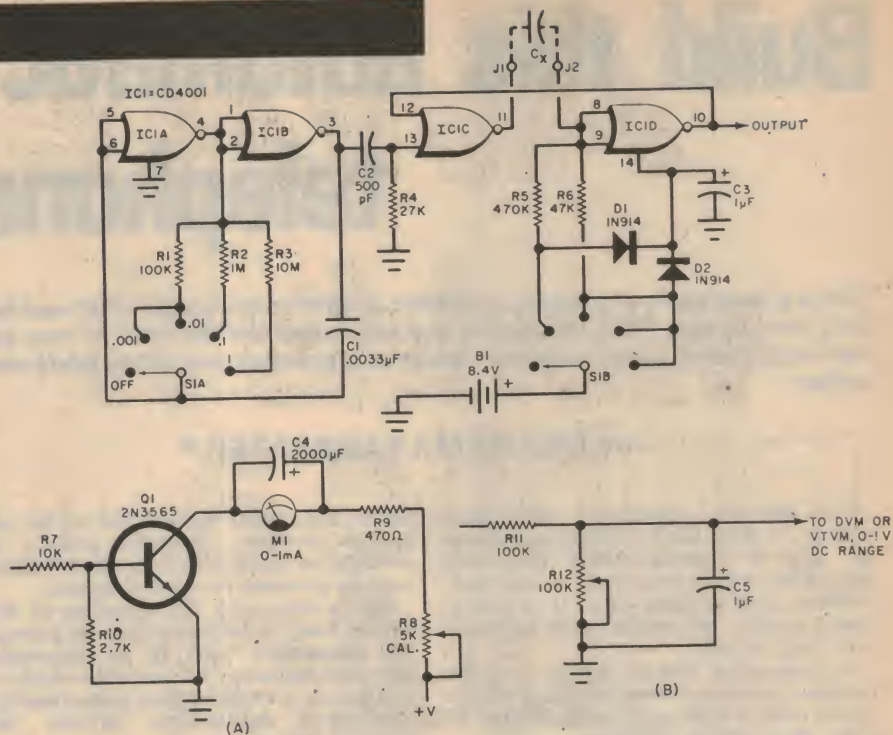 IC1=CD4001
5
6
IC1A
4
7
1
2
IC1B
3
C2
500
pF
R4
27K
12
13
IC1C
11
J1
CX
J2
8
9
IC1D
10
OUTPUT
14
C3
1µF
+
R5
470K
R6
47K
D1
1N914
D2
1N914
R1
100K
R2
1M
R3
10M
.001
.01
.1
1
OFF
S1A
C1
.0033µF
B1
8.4V
+
S1B
C4
2000µF
+
Q1
2N3565
R7
10K
R10
2.7K
M1
0-1mA
R9
470Ω
R8
5K
CAL.
+V
(A)
R11
100K
R12
100K
C5
1µF
+
TO DVM OR
VTVM, 0-1V
DC RANGE
(B)